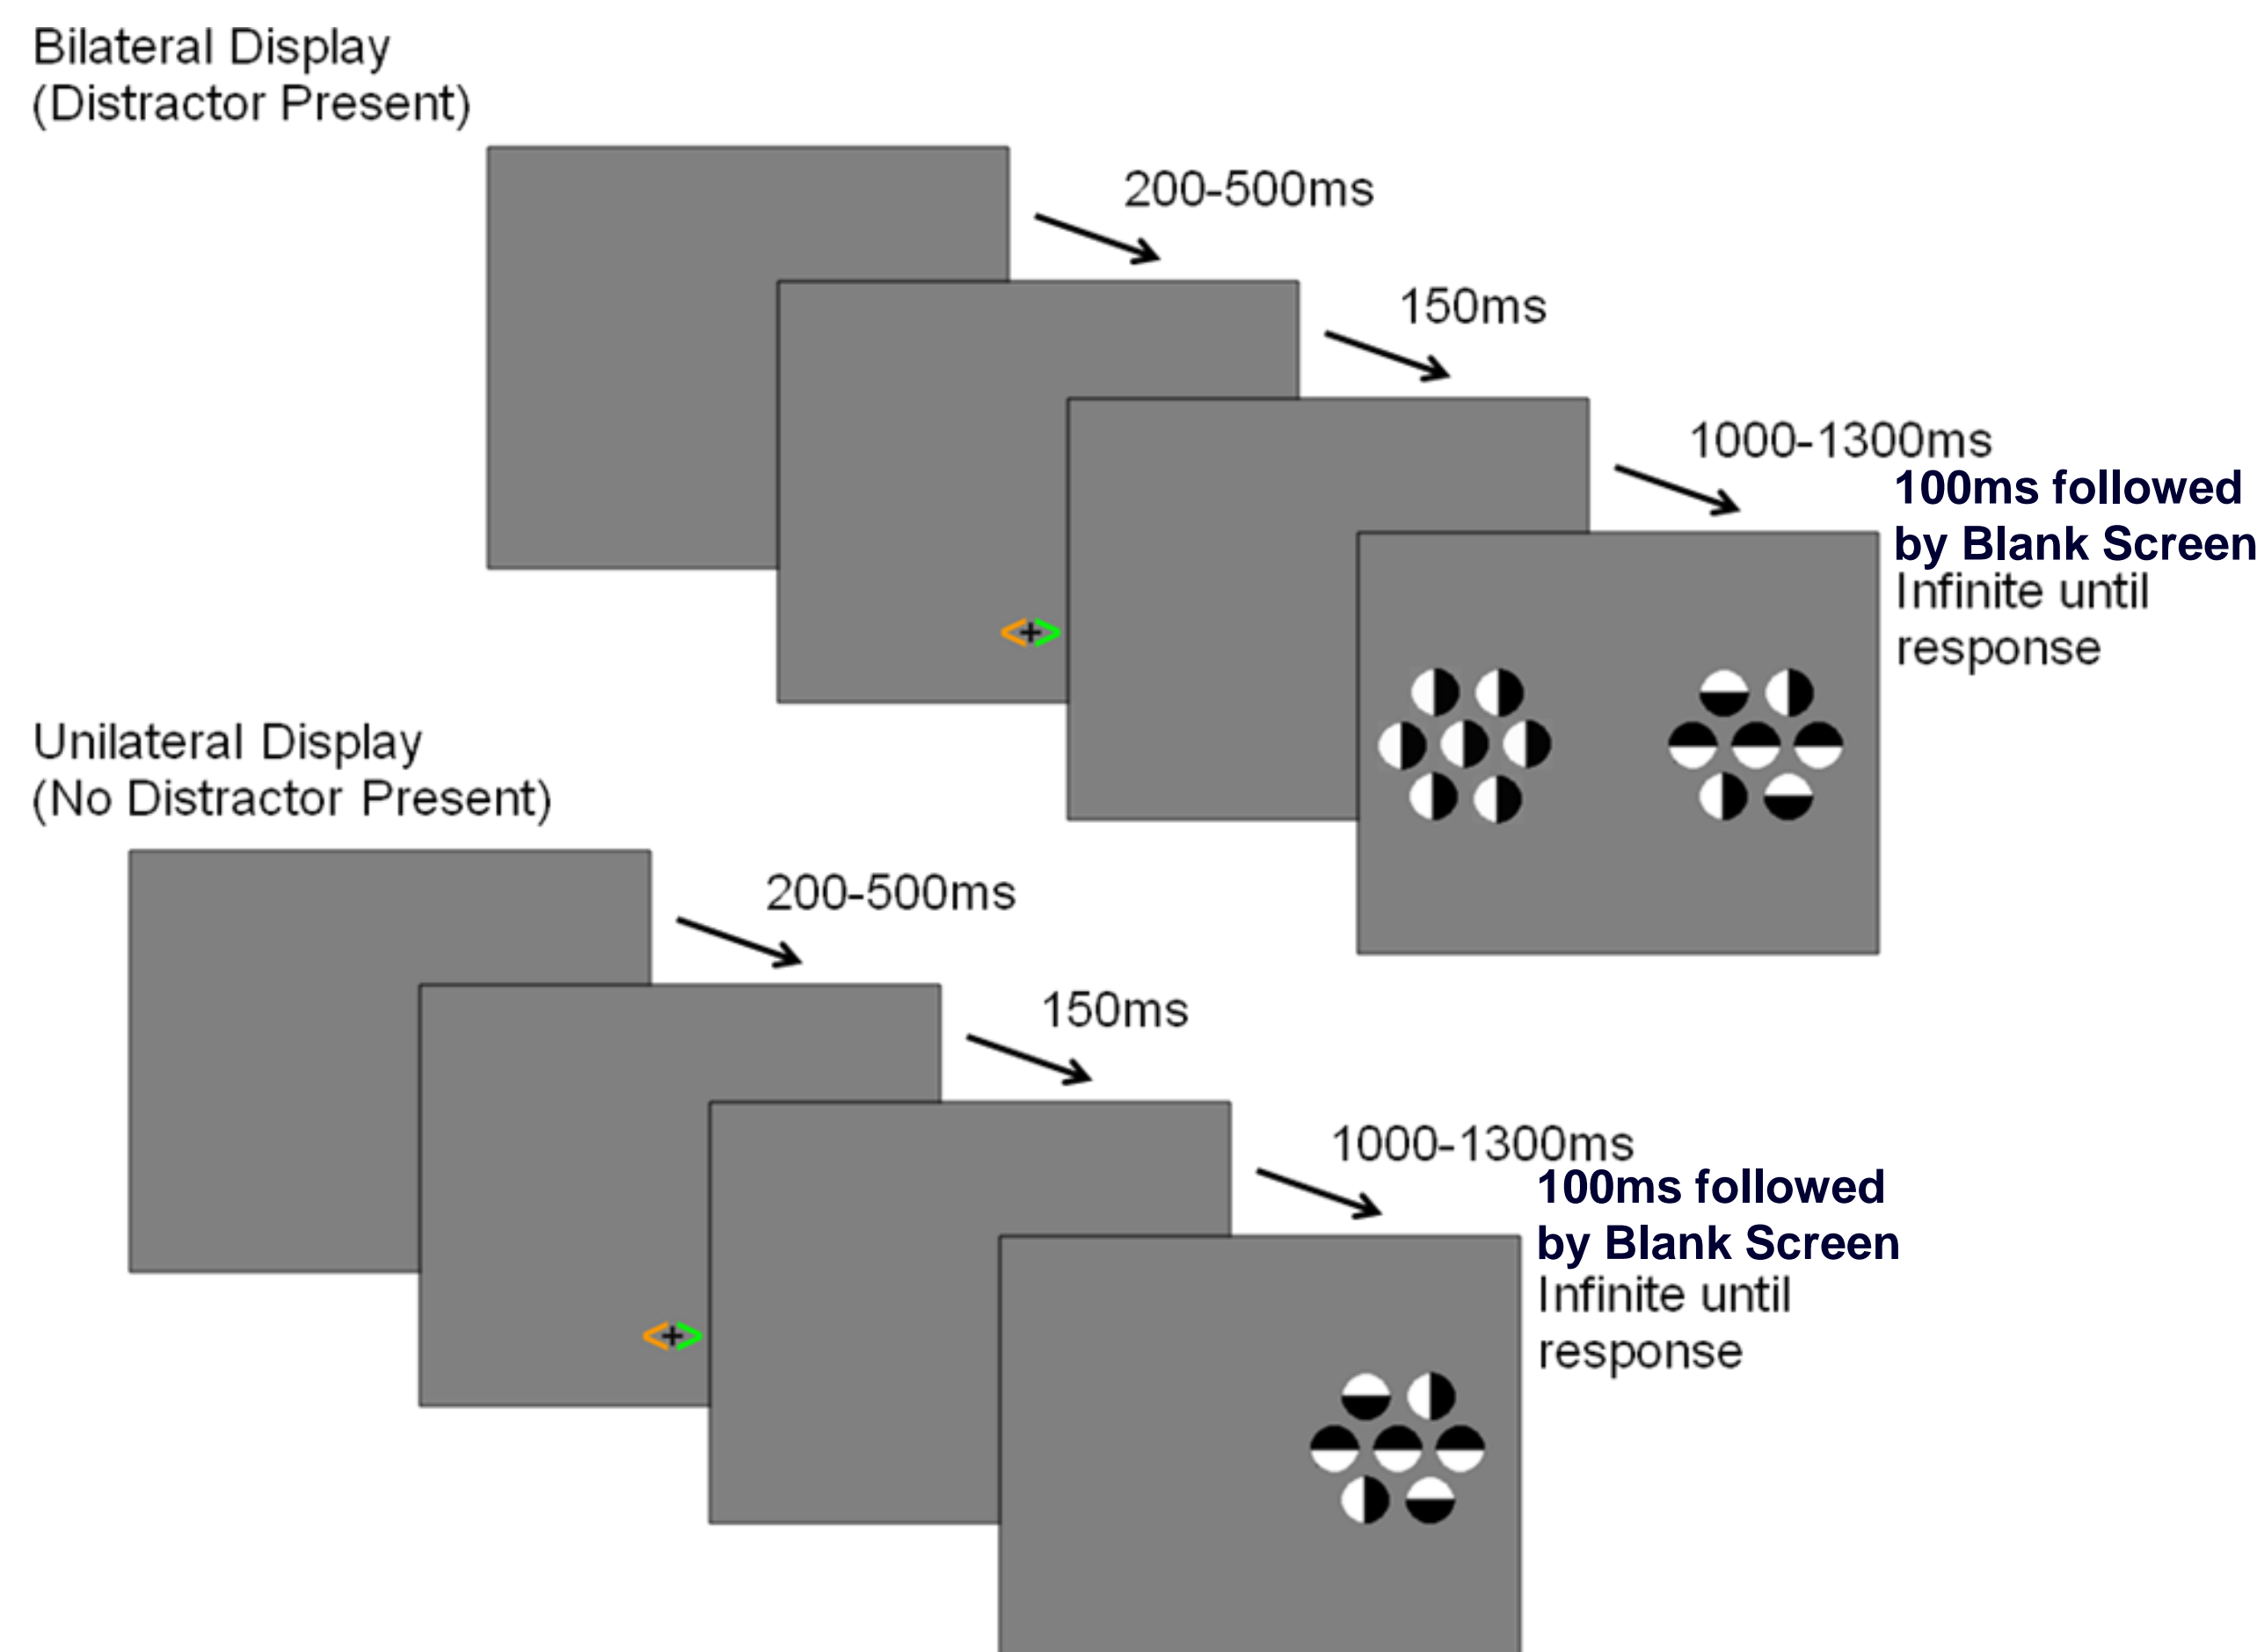 Bilateral Display
(Distractor Present)
200-500ms
150ms
1000-1300ms
100ms followed
by Blank Screen
Infinite until
response
<+>
Unilateral Display
(No Distractor Present)
200-500ms
150ms
1000-1300ms
100ms followed
by Blank Screen
Infinite until
response
<+>